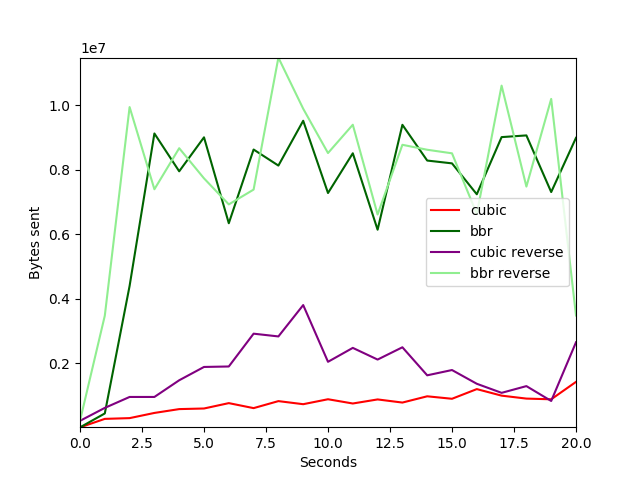 1e7
1.0
0.8
0.6
0.4
0.2
Bytes sent
cubic
bbr
cubic reverse
bbr reverse
0.0 2.5 5.0 7.5 10.0 12.5 15.0 17.5 20.0
Seconds